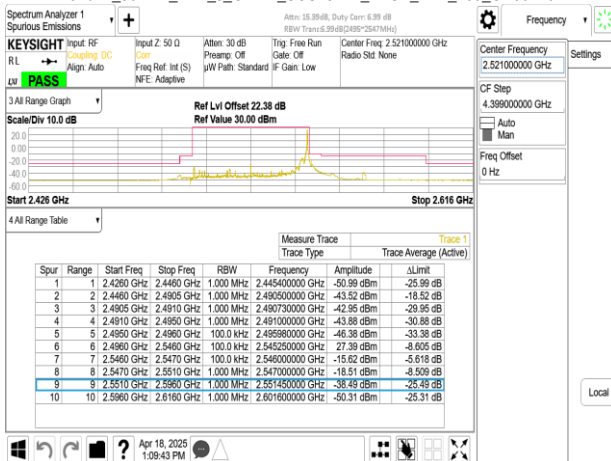 Spectrum Analyzer 1
Spurious Emissions
Attn: 15.39dB, Duty Corr: 6.99 dB
RBW Trans:6.99dB(2495~2547MHz)
Frequency
KEYSIGHT
Input: RF
Input Z: 50 Ω
Atten: 30 dB
Trig: Free Run
Center Freq: 2.521000000 GHz
RL
Coupling: DC
Corr
Preamp: Off
Gate: Off
Radio Std: None
Align: Auto
Freq Ref: Int (S)
µW Path: Standard
IF Gain: Low
NFE: Adaptive
LXI
PASS
Center Frequency
2.521000000 GHz
Settings
CF Step
4.399000000 GHz
Auto
Man
Freq Offset
0 Hz
Local
3 All Range Graph
Scale/Div 10.0 dB
Ref Lvl Offset 22.38 dB
Ref Value 30.00 dBm
20.0
0.00
-20.0
-40.0
-60.0
Start 2.426 GHz
Stop 2.616 GHz
4 All Range Table
Measure Trace Trace 1
Trace Type Trace Average (Active)
Spur Range Start Freq Stop Freq RBW Frequency Amplitude ΔLimit
1 1 2.4260 GHz 2.4460 GHz 1.000 MHz 2.445400000 GHz -50.99 dBm -25.99 dB
2 2 2.4460 GHz 2.4905 GHz 1.000 MHz 2.490500000 GHz -43.52 dBm -18.52 dB
3 3 2.4905 GHz 2.4910 GHz 1.000 MHz 2.490730000 GHz -42.95 dBm -29.95 dB
4 4 2.4910 GHz 2.4950 GHz 1.000 MHz 2.491000000 GHz -43.88 dBm -30.88 dB
5 5 2.4950 GHz 2.4960 GHz 100.0 kHz 2.495980000 GHz -46.38 dBm -33.38 dB
6 6 2.4960 GHz 2.5460 GHz 100.0 kHz 2.545250000 GHz 27.39 dBm -8.605 dB
7 7 2.5460 GHz 2.5470 GHz 100.0 kHz 2.546000000 GHz -15.62 dBm -5.618 dB
8 8 2.5470 GHz 2.5510 GHz 1.000 MHz 2.547000000 GHz -18.51 dBm -8.509 dB
9 9 2.5510 GHz 2.5960 GHz 1.000 MHz 2.551450000 GHz -38.49 dBm -25.49 dB
10 10 2.5960 GHz 2.6160 GHz 1.000 MHz 2.601600000 GHz -50.31 dBm -25.31 dB
?
Apr 18, 2025
1:09:43 PM